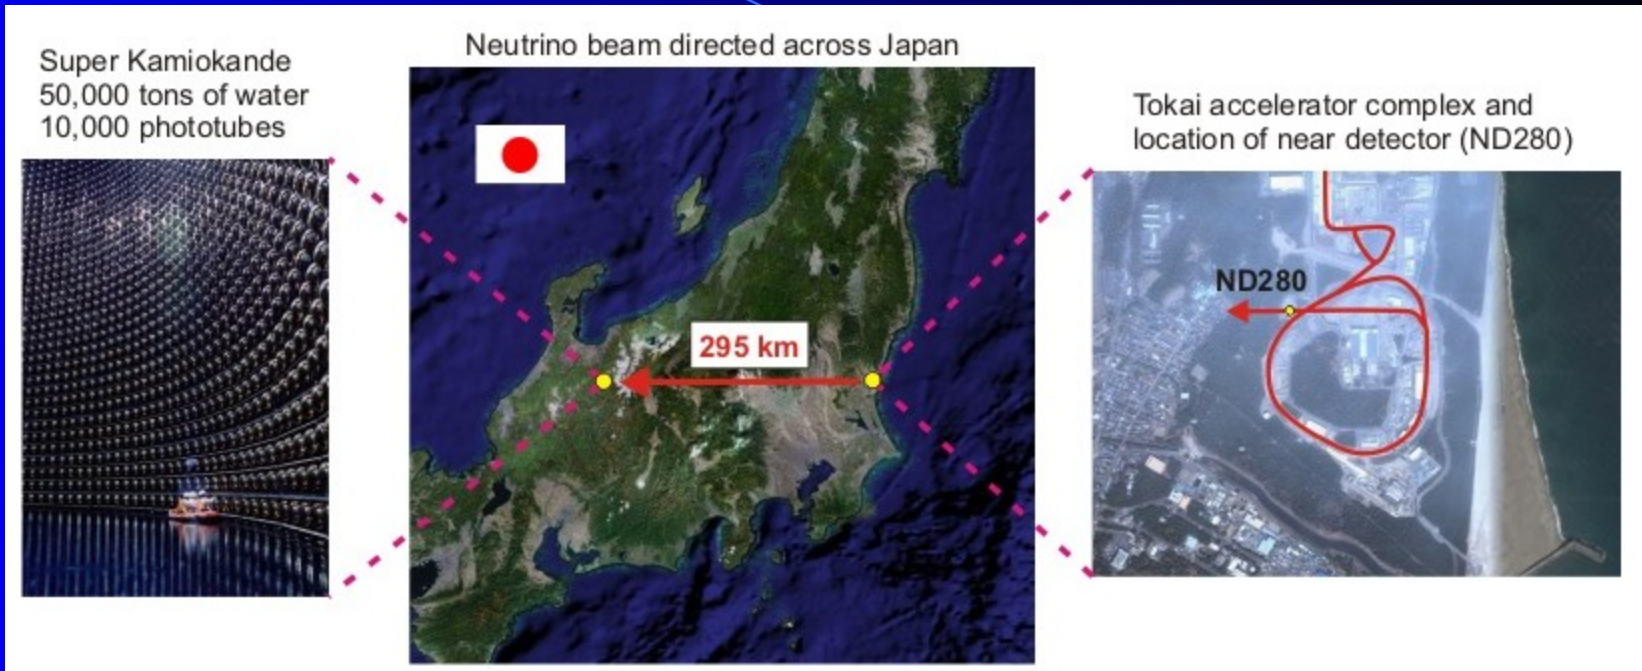 Super Kamiokande
50,000 tons of water
10,000 phototubes
Neutrino beam directed across Japan
295 km
Tokai accelerator complex and
location of near detector (ND280)
ND280